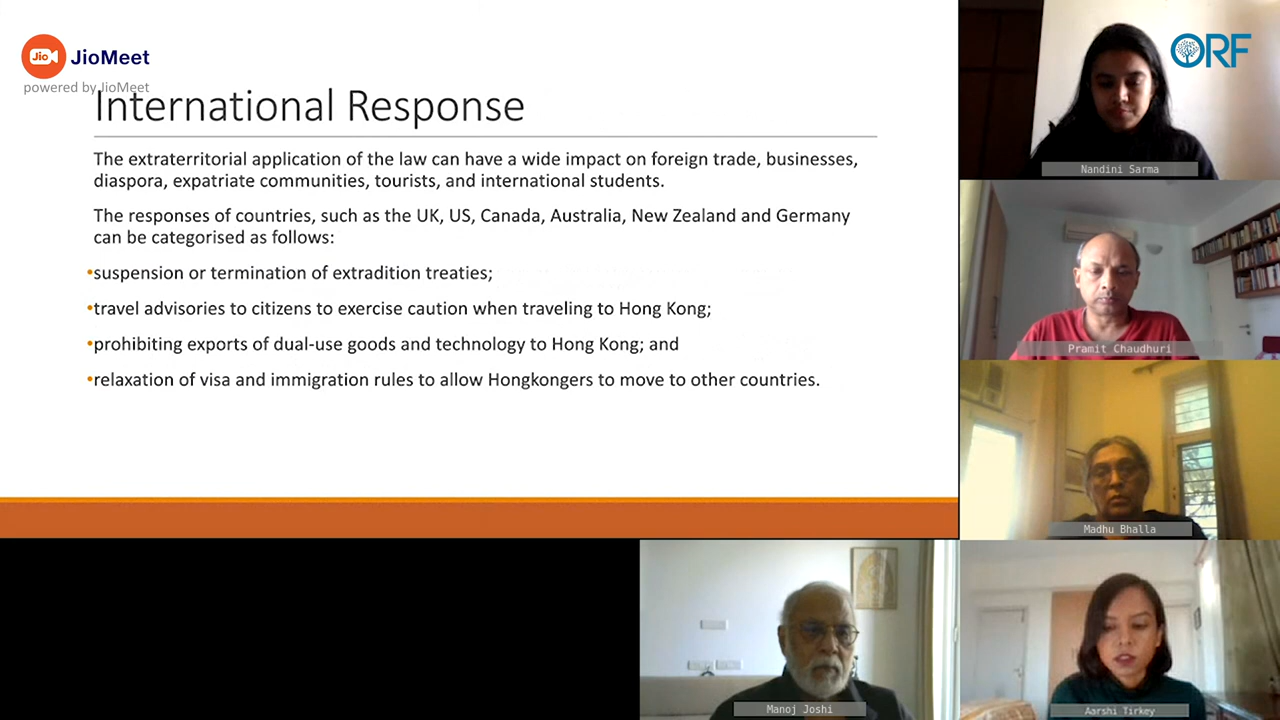 Jio JioMeet
powered by JioMeet
International Response
The extraterritorial application of the law can have a wide impact on foreign trade, businesses,
diaspora, expatriate communities, tourists, and international students.
The responses of countries, such as the UK, US, Canada, Australia, New Zealand and Germany
can be categorised as follows:
•suspension or termination of extradition treaties;
•travel advisories to citizens to exercise caution when traveling to Hong Kong;
•prohibiting exports of dual-use goods and technology to Hong Kong; and
•relaxation of visa and immigration rules to allow Hongkongers to move to other countries.
ORF
Nandini Sarma
Pramit Chaudhuri
Madhu Bhalla
Manoj Joshi
Aarshi Tirkey